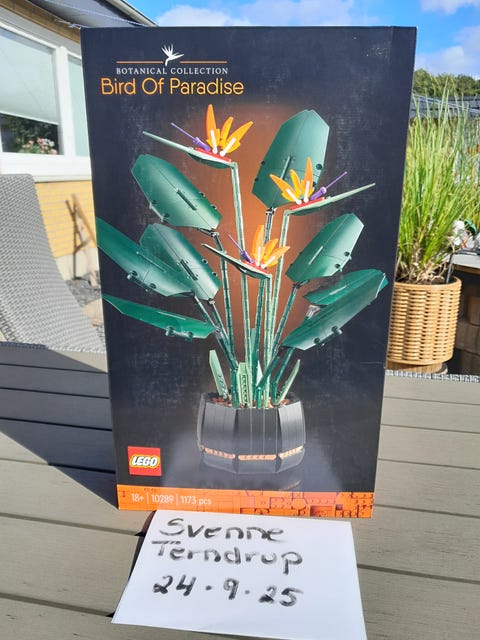 BOTANICAL COLLECTION
Bird Of Paradise
LEGO
18+ | 10289 | 1173 pcs
Svenne
Terndrup
24.9.25